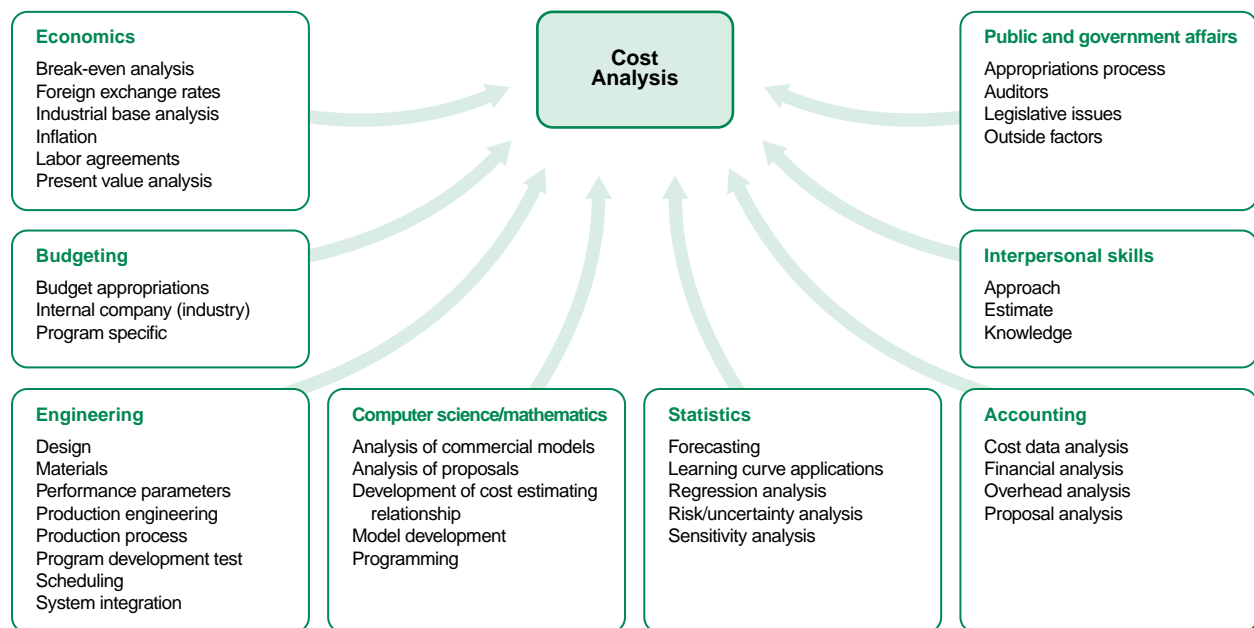 Economics
Break-even analysis
Foreign exchange rates
Industrial base analysis
Inflation
Labor agreements
Present value analysis
Cost
Analysis
Public and government affairs
Appropriations process
Auditors
Legislative issues
Outside factors
Budgeting
Budget appropriations
Internal company (industry)
Program specific
Interpersonal skills
Approach
Estimate
Knowledge
Engineering
Design
Materials
Performance parameters
Production engineering
Production process
Program development test
Scheduling
System integration
Computer science/mathematics
Analysis of commercial models
Analysis of proposals
Development of cost estimating
relationship
Model development
Programming
Statistics
Forecasting
Learning curve applications
Regression analysis
Risk/uncertainty analysis
Sensitivity analysis
Accounting
Cost data analysis
Financial analysis
Overhead analysis
Proposal analysis